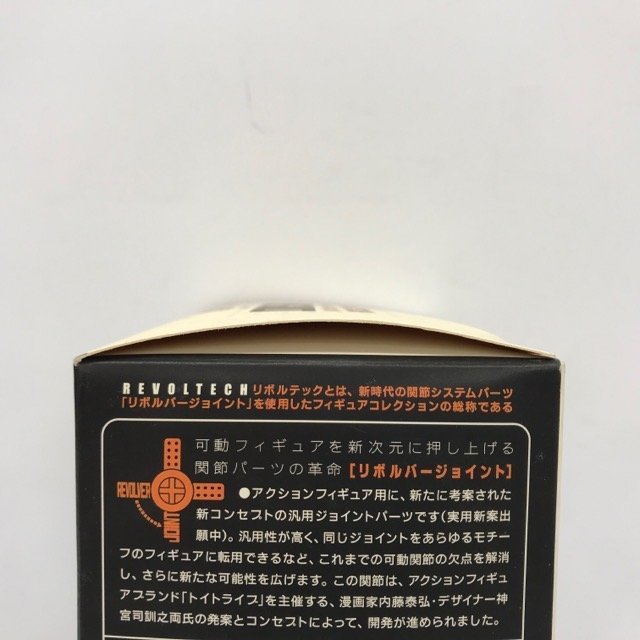 REVOLTECH リボルテックとは、新時代の関節システムパーツ
「リボルバージョイント」を使用したフィギュアコレクションの総称である
可動フィギュアを新次元に押し上げる
関節パーツの革命[リボルバージョイント]
REVOLVER
JOINT
●アクションフィギュア用に、新たに考案された
新コンセプトの汎用ジョイントパーツです(実用新案出
願中)。汎用性が高く、同じジョイントをあらゆるモチー
フのフィギュアに転用できるなど、これまでの可動関節の欠点を解消
し、さらに新たな可能性を広げます。この関節は、アクションフィギュ
アブランド「トイトライブ」を主催する、漫画家内藤泰弘・デザイナー神
宮司訓之両氏の発案とコンセプトによって、開発が進められました。